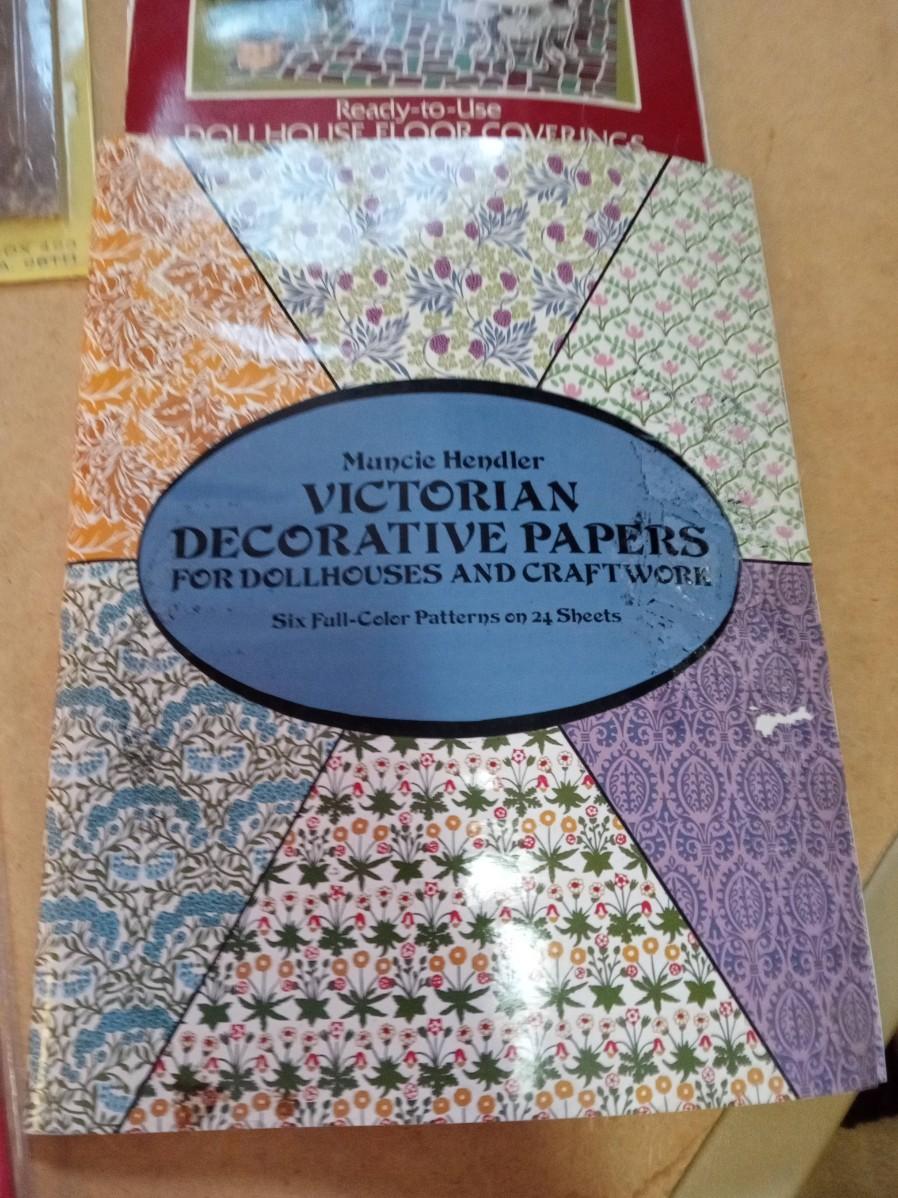 Ready-to-Use
DOLLHOUSE FLOOR COVERINGS
Muncie Hendler
VICTORIAN
DECORATIVE PAPERS
FOR DOLLHOUSES AND CRAFTWORK
Six Full-Color Patterns on 24 Sheets